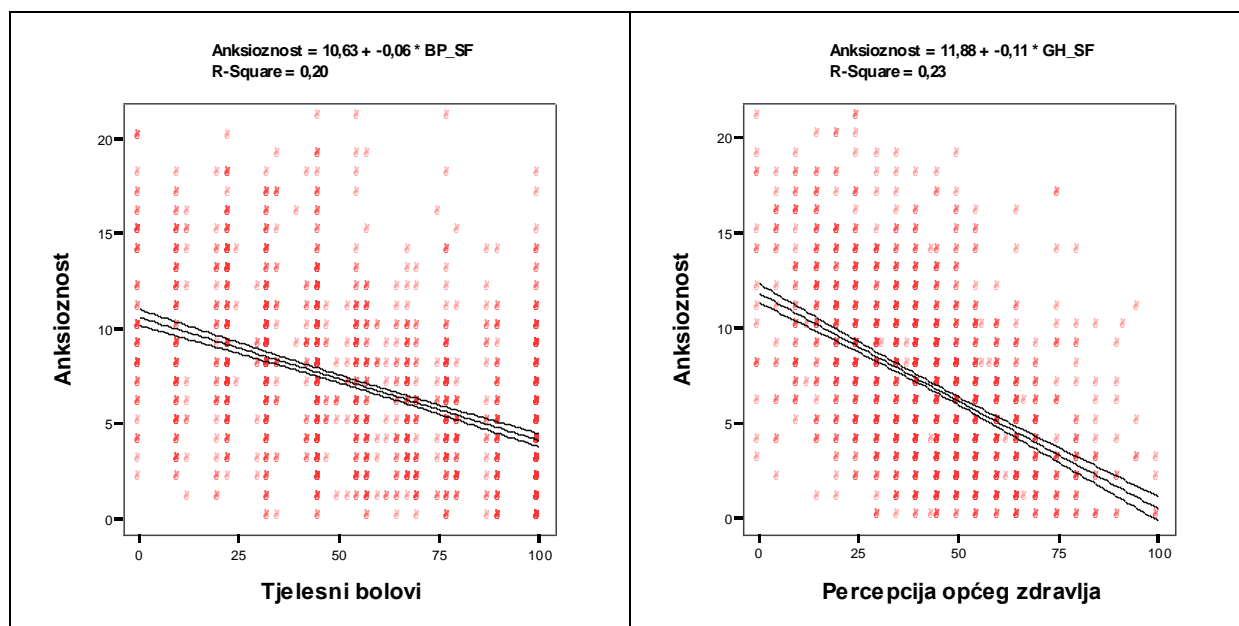 Anksioznost = 10,63 + -0,06 * BP_SF
R-Square = 0,20
20
15
10
5
0
Anksioznost
0 25 50 75 100
Tjelesni bolovi
Anksioznost = 11,88 + -0,11 * GH_SF
R-Square = 0,23
20
15
10
5
0
Anksioznost
0 25 50 75 100
Percepcija općeg zdravlja